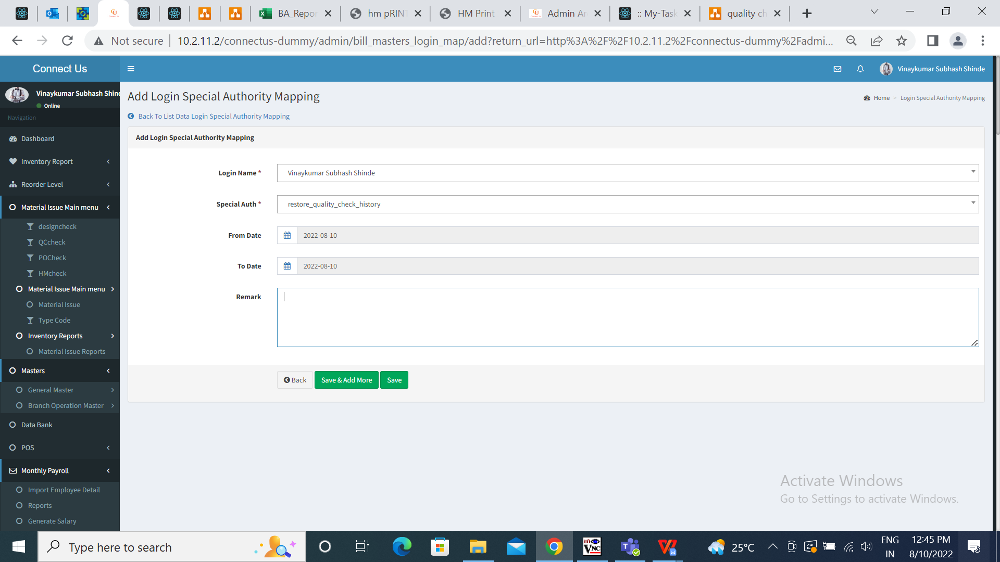 BA_Repor
hm pRINT
HM Print
Admin Ar
:: My-Task
quality ch
Not secure
10.2.11.2/connectus-dummy/admin/bill_masters_login_map/add?return_url=http%3A%2F%2F10.2.11.2%2Fconnectus-dummy%2Fadmi...
Connect Us
Vinaykumar Subhash Shinde
Vinaykumar Subhash Shind
Online
Add Login Special Authority Mapping
Home > Login Special Authority Mapping
Navigation
Back To List Data Login Special Authority Mapping
Dashboard
Inventory Report
Reorder Level
Material Issue Main menu
designcheck
QCcheck
POCheck
HMcheck
Material Issue Main menu
Material Issue
Type Code
Inventory Reports
Material Issue Reports
Masters
General Master
Branch Operation Master
Data Bank
POS
Monthly Payroll
Import Employee Detail
Reports
Generate Salary
Add Login Special Authority Mapping
Login Name * Vinaykumar Subhash Shinde
Special Auth * restore_quality_check_history
From Date 2022-08-10
To Date 2022-08-10
Remark
Back Save & Add More Save
Activate Windows
Go to Settings to activate Windows.
Type here to search
25°C
ENG
IN
12:45 PM
8/10/2022